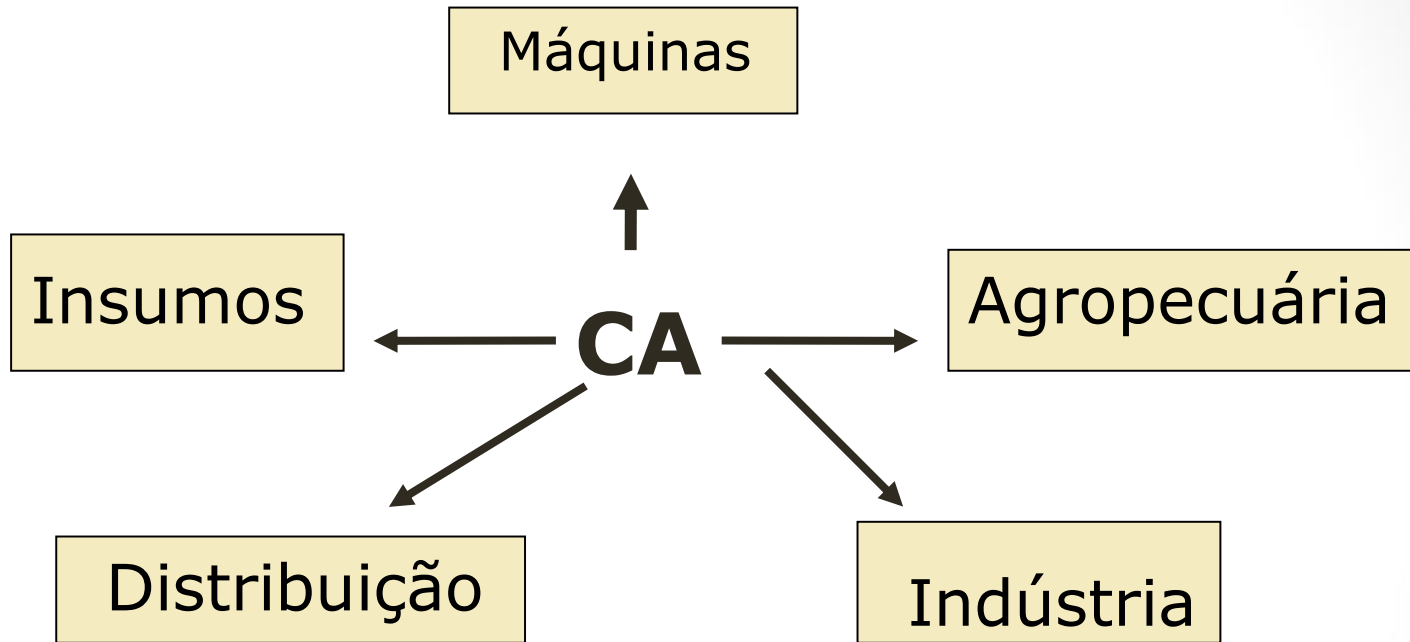 Máquinas
Insumos
Agropecuária
CA
Distribuição
Indústria